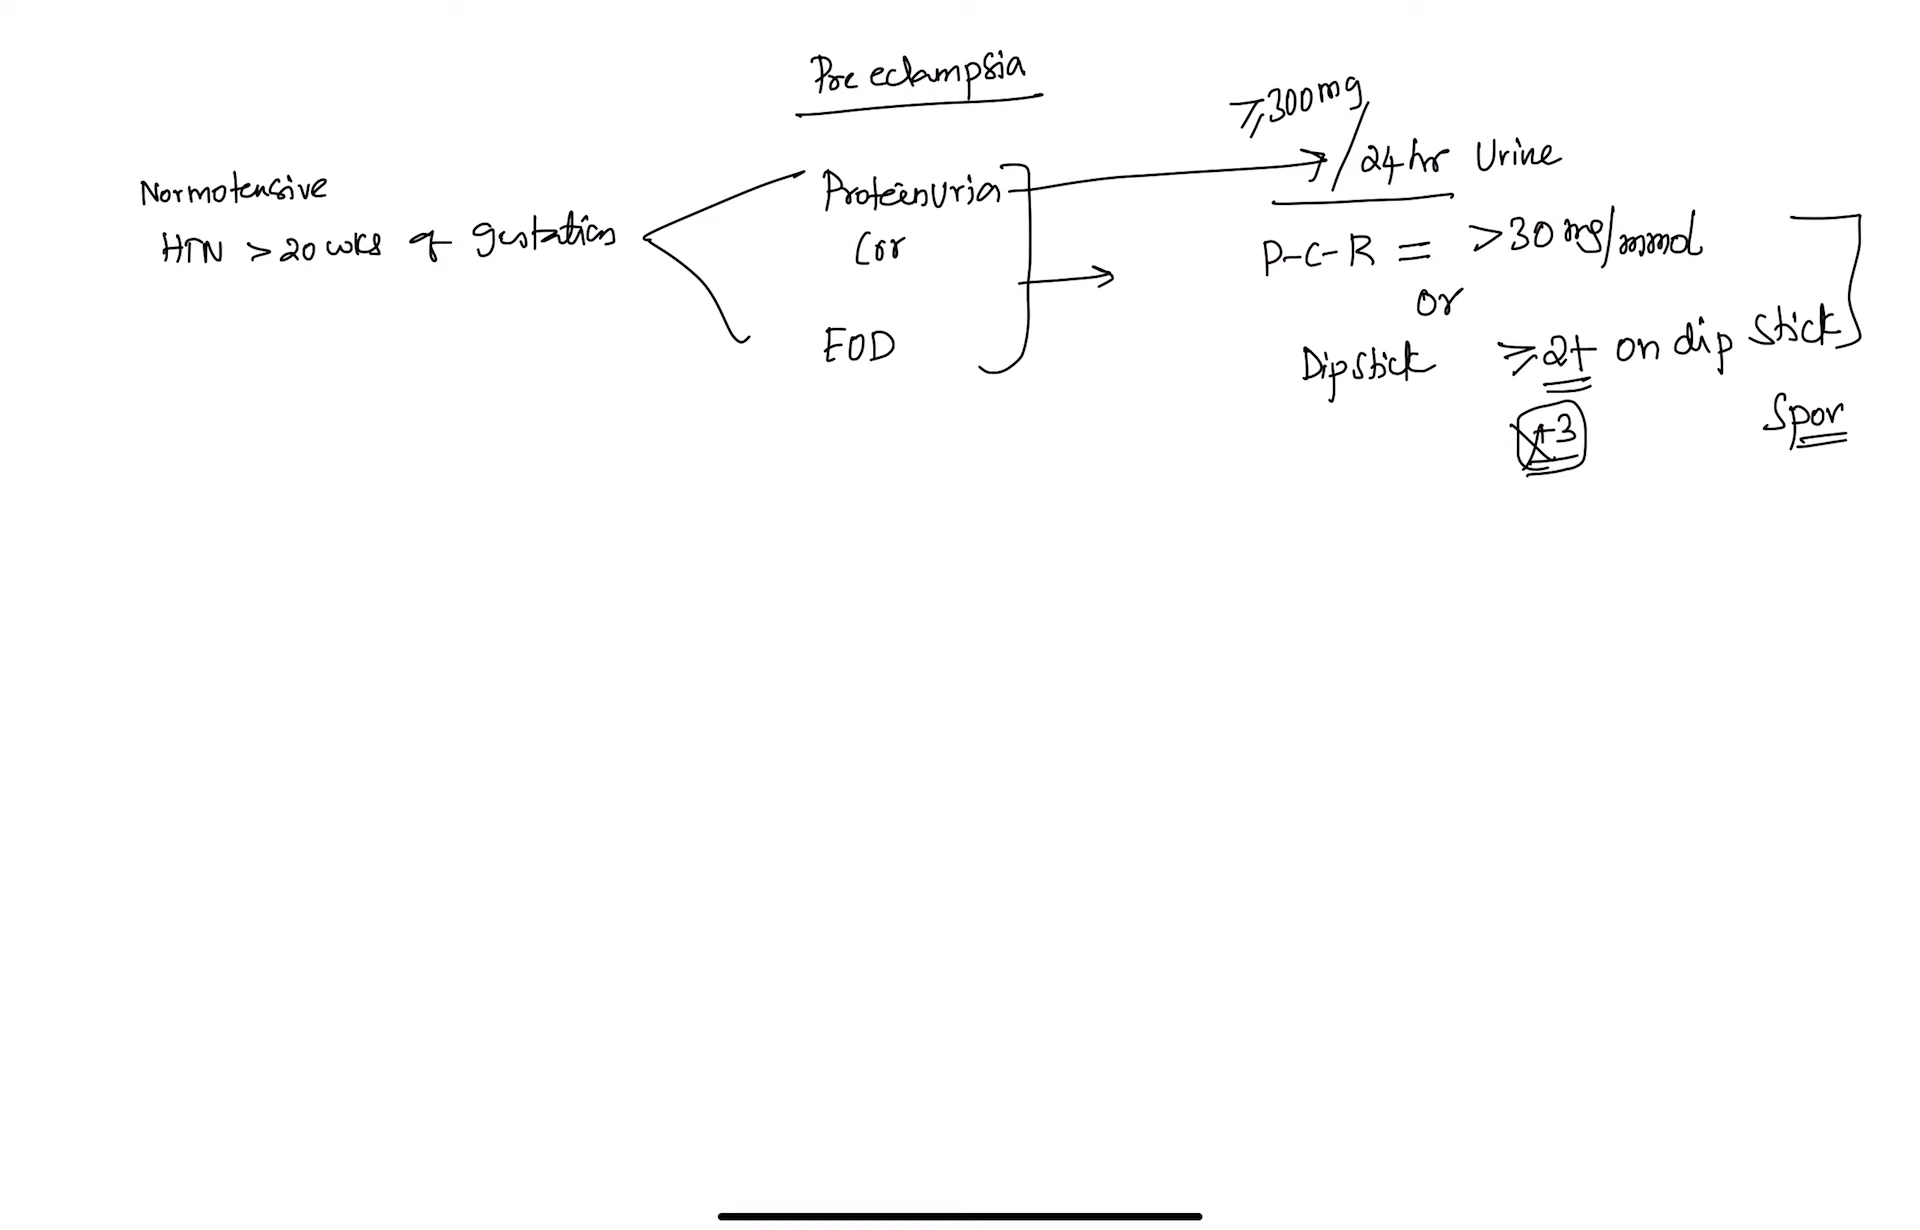 Pre eclampsia
≥300mg
/24 hr Urine
Normotensive
Proteinuria
HTN >20 wks of gestation
(or
P-C-R = >30 mg/mmol
or
EOD
Dipstick ≥2+ on dip stick
+3
Spor